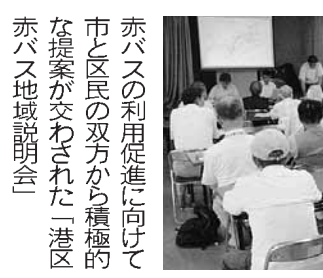 赤バスの利用促進に向けて
市と区民の双方から積極的
な提案が交わされた「港区
赤バス地域説明会」